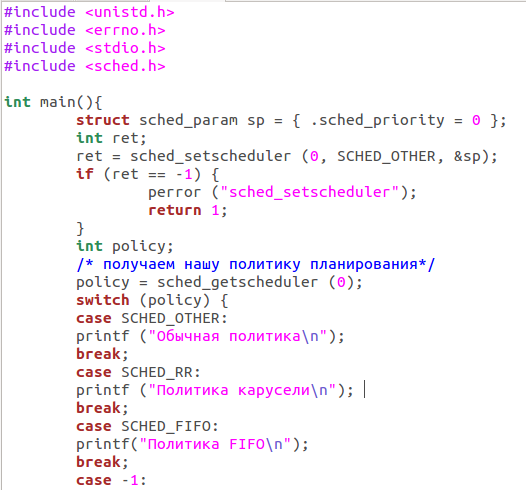 #include <unistd.h>
#include <errno.h>
#include <stdio.h>
#include <sched.h>

int main(){
        struct sched_param sp = { .sched_priority = 0 };
        int ret;
        ret = sched_setscheduler (0, SCHED_OTHER, &sp);
        if (ret == -1) {
                perror ("sched_setscheduler");
                return 1;
        }
        int policy;
        /* получаем нашу политику планирования*/
        policy = sched_getscheduler (0);
        switch (policy) {
        case SCHED_OTHER:
        printf ("Обычная политика\n");
        break;
        case SCHED_RR:
        printf ("Политика карусели\n");
        break;
        case SCHED_FIFO:
        printf("Политика FIFO\n");
        break;
        case -1: